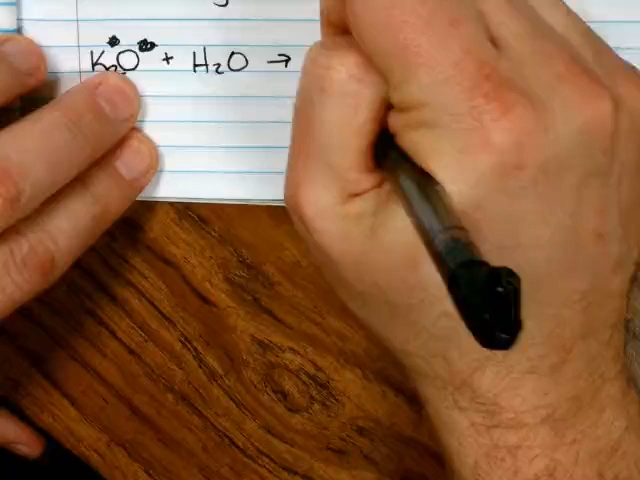 K₂O + H₂O →